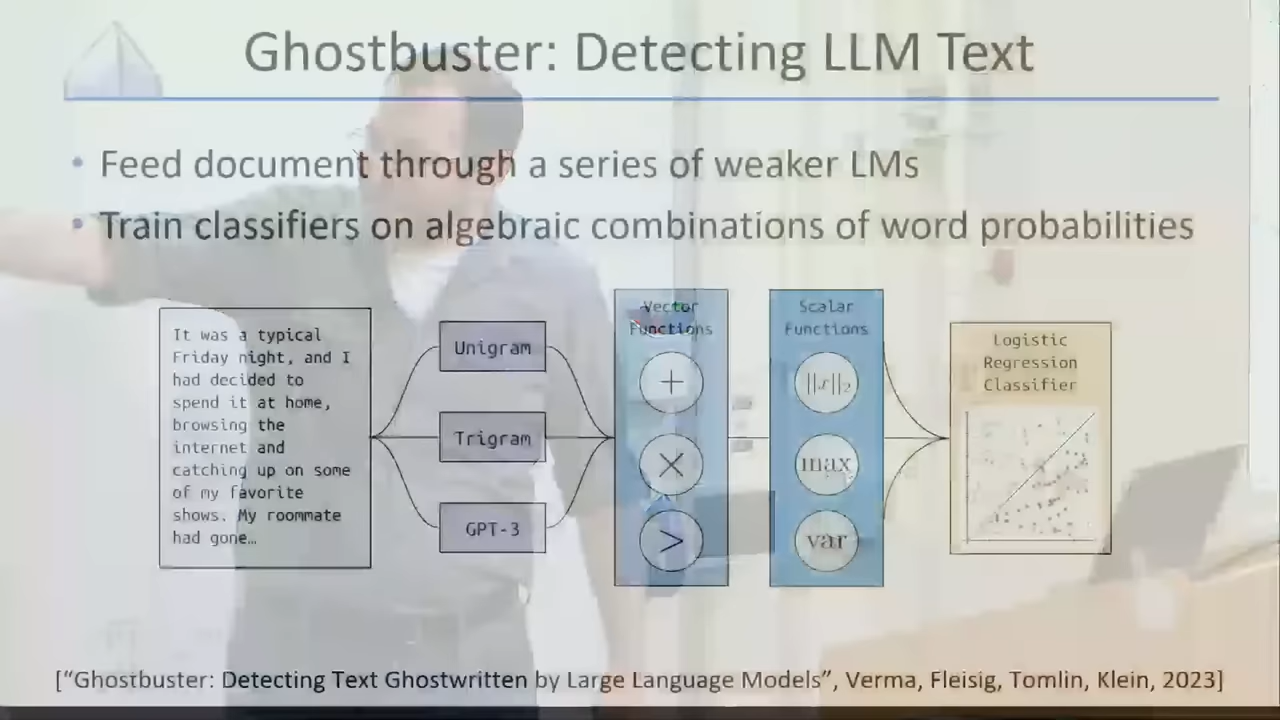 Ghostbuster: Detecting LLM Text
• Feed document through a series of weaker LMs
• Train classifiers on algebraic combinations of word probabilities
It was a typical
Friday night, and I
had decided to
spend it at home,
browsing the
internet and
catching up on some
of my favorite
shows. My roommate
had gone…
Unigram
Trigram
GPT-3
Vector
Functions
+
×
>
Scalar
Functions
||x||₂
max
var
Logistic
Regression
Classifier
["Ghostbuster: Detecting Text Ghostwritten by Large Language Models", Verma, Fleisig, Tomlin, Klein, 2023]